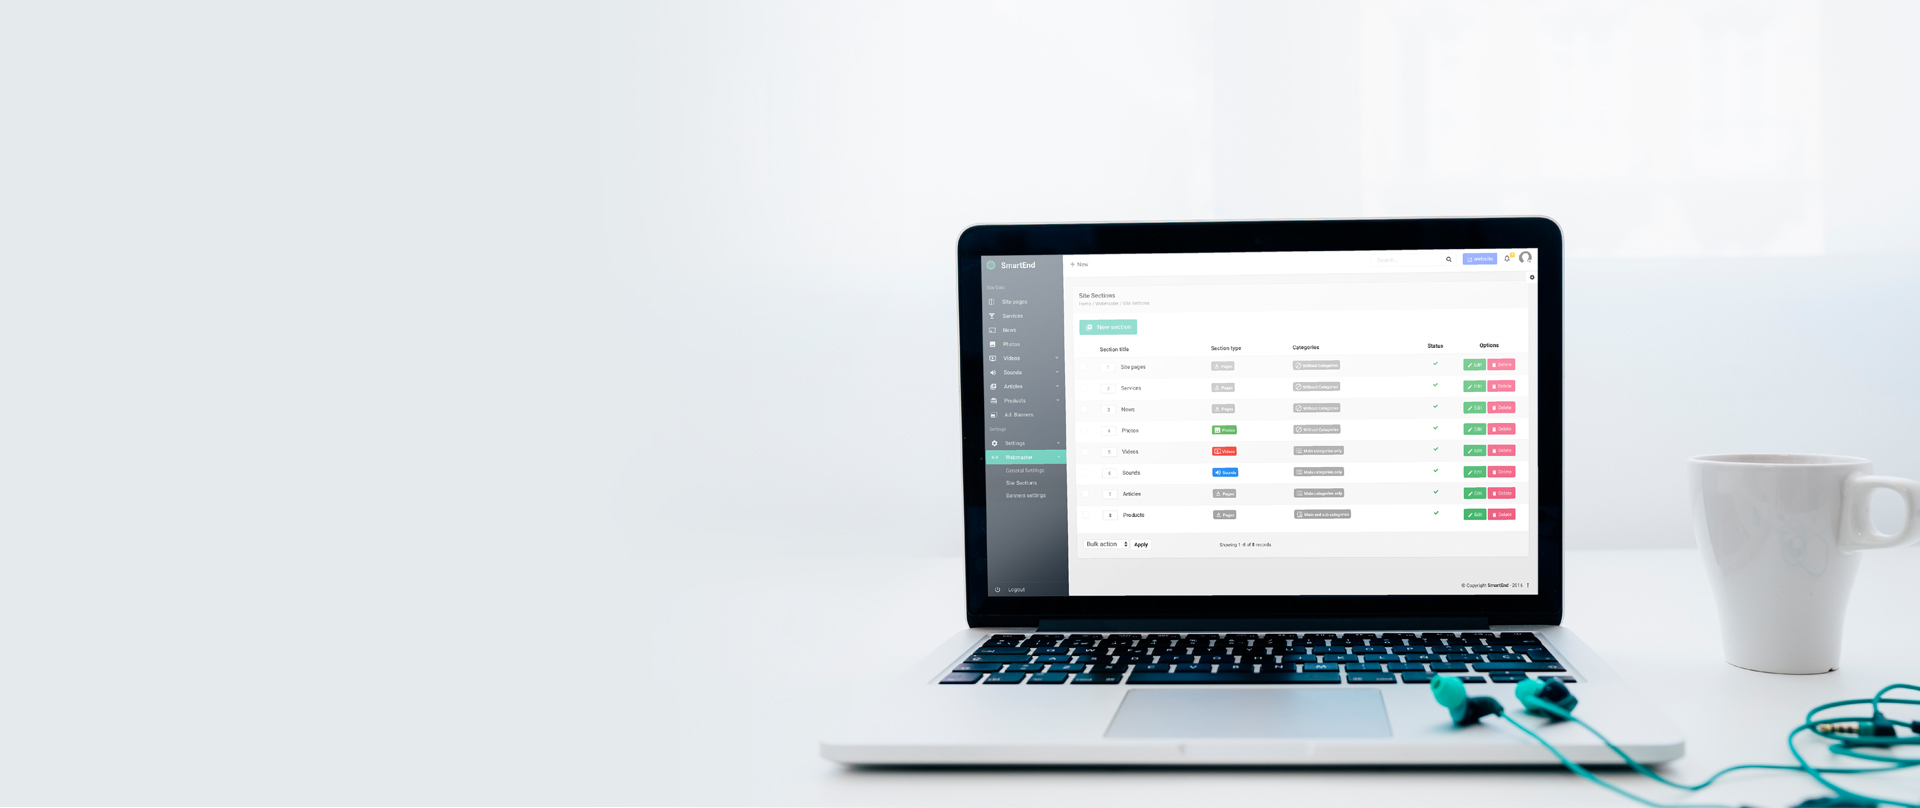 SmartEnd
+ New
Search...
website
Site Data
Site pages
Services
News
Photos
Videos
Sounds
Articles
Products
Ad. Banners
Settings
Settings
Webmaster
General Settings
Site Sections
Banners settings
Logout
Site Sections
Home / Webmaster / Site Sections
New section
Section title Section type Categories Status Options
1 Site pages Pages Without Categories Edit Delete
2 Services Pages Without Categories Edit Delete
3 News Pages Without Categories Edit Delete
4 Photos Photos Without Categories Edit Delete
5 Videos Videos Main categories only Edit Delete
6 Sounds Sounds Main categories only Edit Delete
7 Articles Pages Main categories only Edit Delete
8 Products Pages Main and sub categories Edit Delete
Bulk action Apply Showing 1-8 of 8 records
© Copyright SmartEnd - 2016